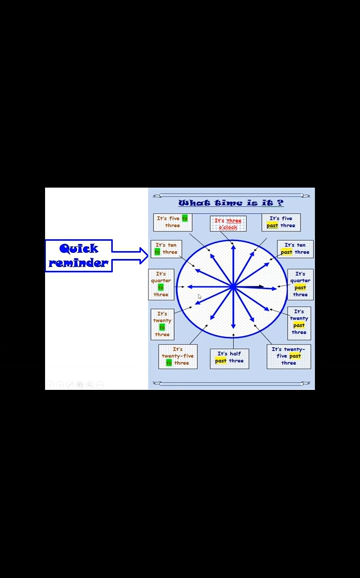 What time is it ?
It's five to
three
It's three
o'clock
It's five
past three
Quick
reminder
It's ten
to three
It's ten
past three
It's
quarter
to
three
It's
quarter
past
three
It's
twenty
to
three
It's
twenty
past
three
It's
twenty-five
to three
It's half
past three
It's twenty-
five past
three